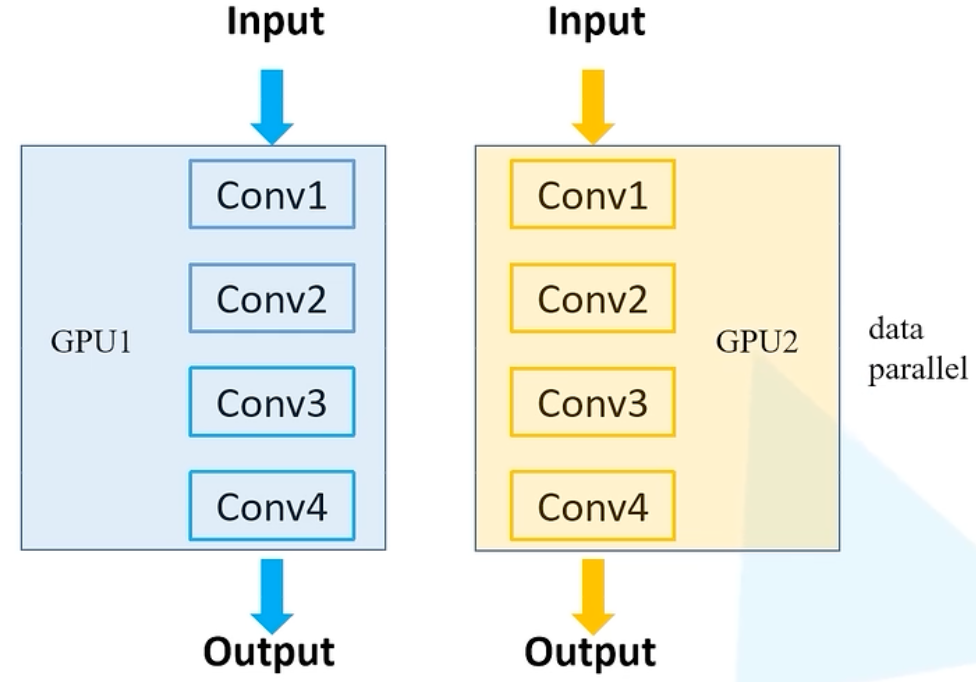 Input
Conv1
Conv2
GPU1
Conv3
Conv4
Output
Input
Conv1
Conv2
GPU2
Conv3
Conv4
Output
data
parallel